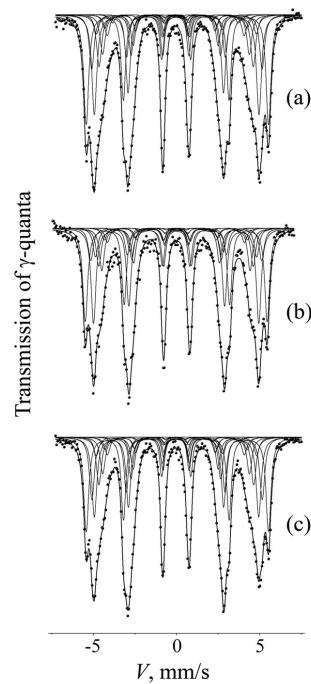 (a)
(b)
(c)
Transmission of γ-quanta
-5 0 5
V, mm/s